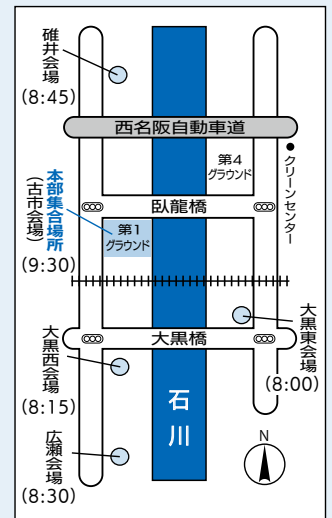 碓井会場
(8:45)
西名阪自動車道
第4
グラウンド
クリーンセンター
臥龍橋
本部集合場所
(古市会場)
(9:30)
第1
グラウンド
大黒東会場
(8:00)
大黒橋
大黒西会場
(8:15)
石川
広瀬会場
(8:30)
N